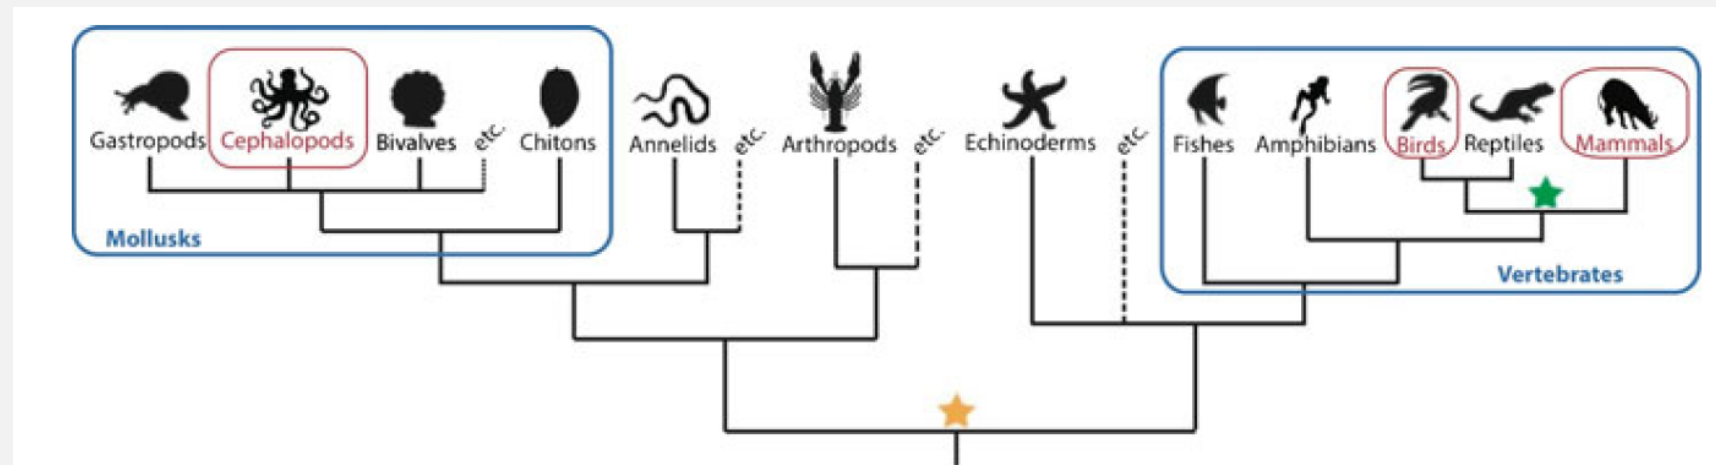 Gastropods
Cephalopods
Bivalves
etc.
Chitons
Annelids
etc.
Arthropods
etc.
Echinoderms
etc.
Fishes
Amphibians
Birds
Reptiles
Mammals
Mollusks
Vertebrates